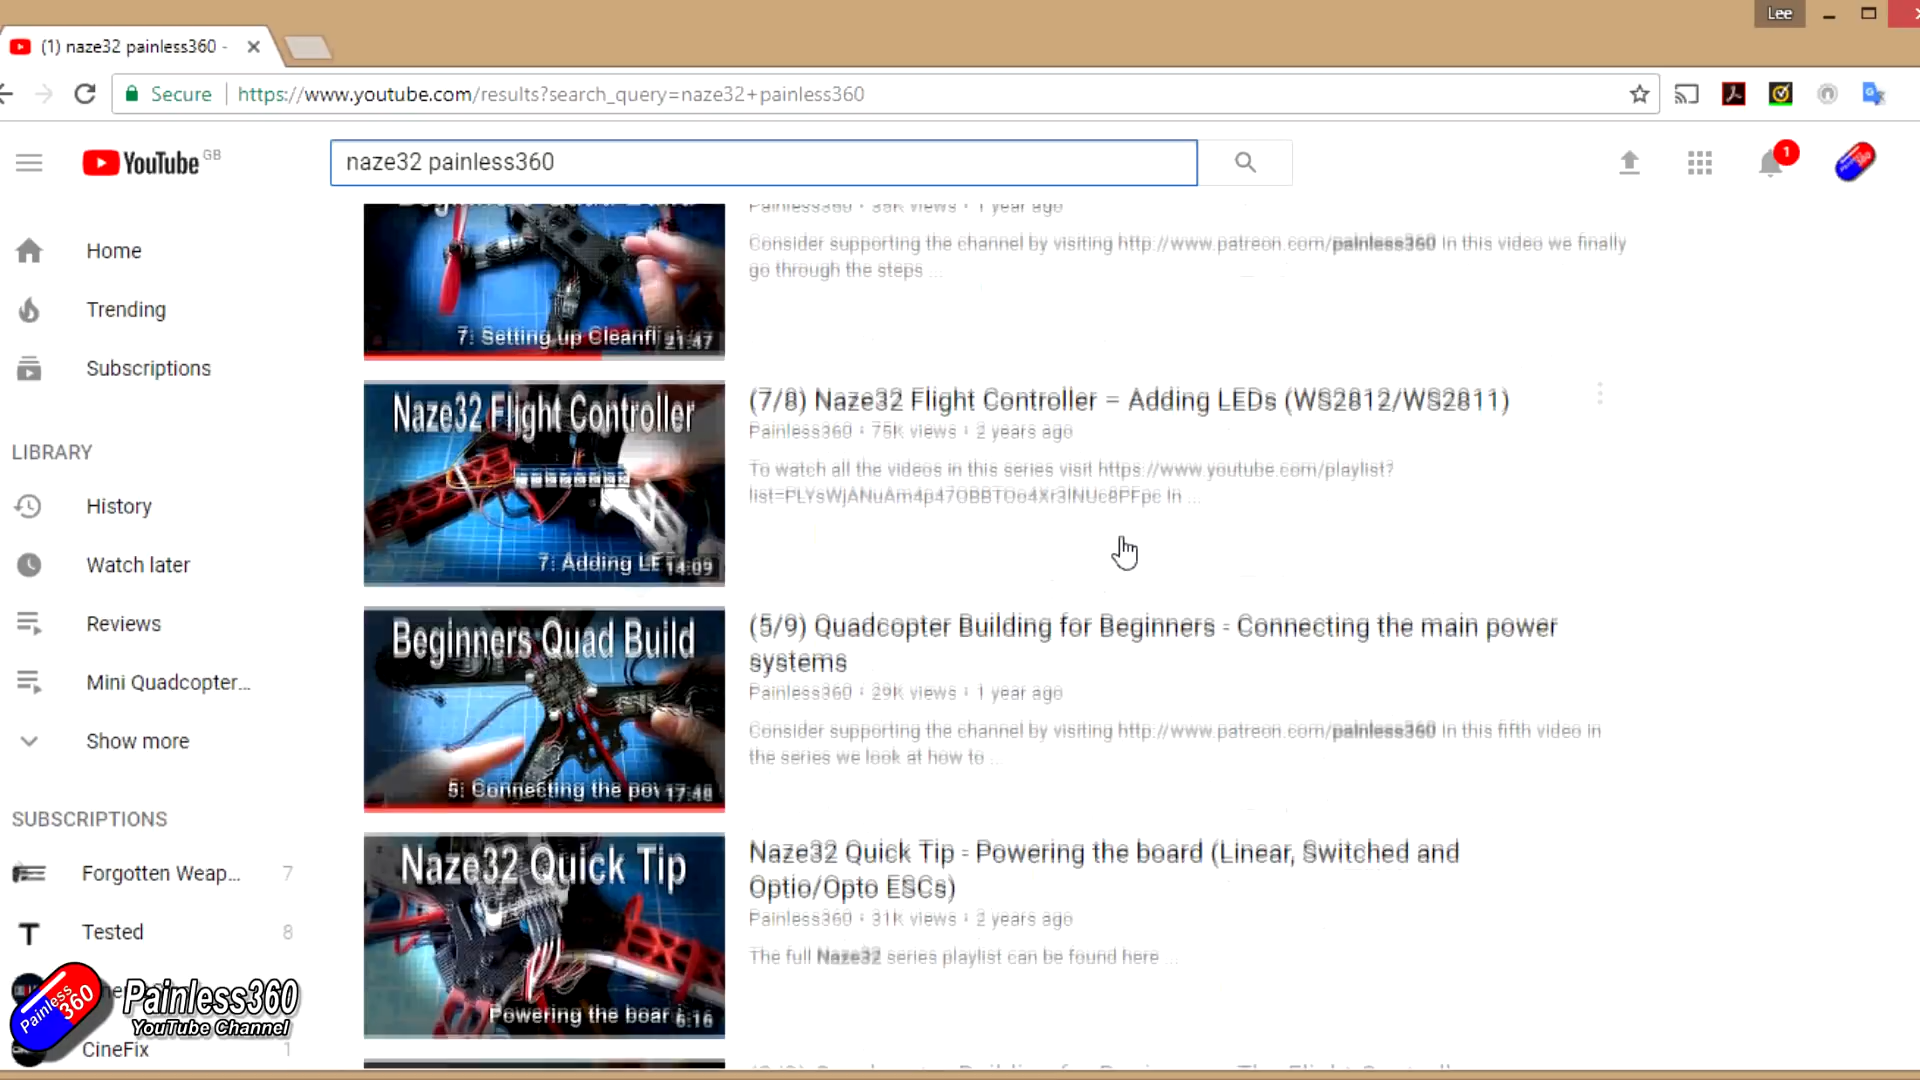 Lee
(1) naze32 painless360 -
Secure
https://www.youtube.com/results?search_query=naze32+painless360
YouTube GB
naze32 painless360
1
Home
Trending
Subscriptions
LIBRARY
History
Watch later
Reviews
Mini Quadcopter...
Show more
SUBSCRIPTIONS
Forgotten Weap... 7
Tested 8
CineFix 1
Painless360
YouTube Channel
Painless 360
7: Setting up Cleanfli
21:47
Painless360 • 35K views • 1 year ago
Consider supporting the channel by visiting http://www.patreon.com/painless360 In this video we finally
go through the steps ...
Naze32 Flight Controller
7: Adding LE
14:09
(7/8) Naze32 Flight Controller = Adding LEDs (WS2812/WS2811)
Painless360 • 75K views • 2 years ago
To watch all the videos in this series visit https://www.youtube.com/playlist?
In ...
Beginners Quad Build
5: Connecting the pow
17:48
(5/9) Quadcopter Building for Beginners - Connecting the main power
systems
Painless360 • 29K views • 1 year ago
Consider supporting the channel by visiting http://www.patreon.com/painless360 In this fifth video in
the series we look at how to ...
Naze32 Quick Tip
Powering the boar
6:16
Naze32 Quick Tip - Powering the board (Linear, Switched and
Optio/Opto ESCs)
Painless360 • 31K views • 2 years ago
The full Naze32 series playlist can be found here ...